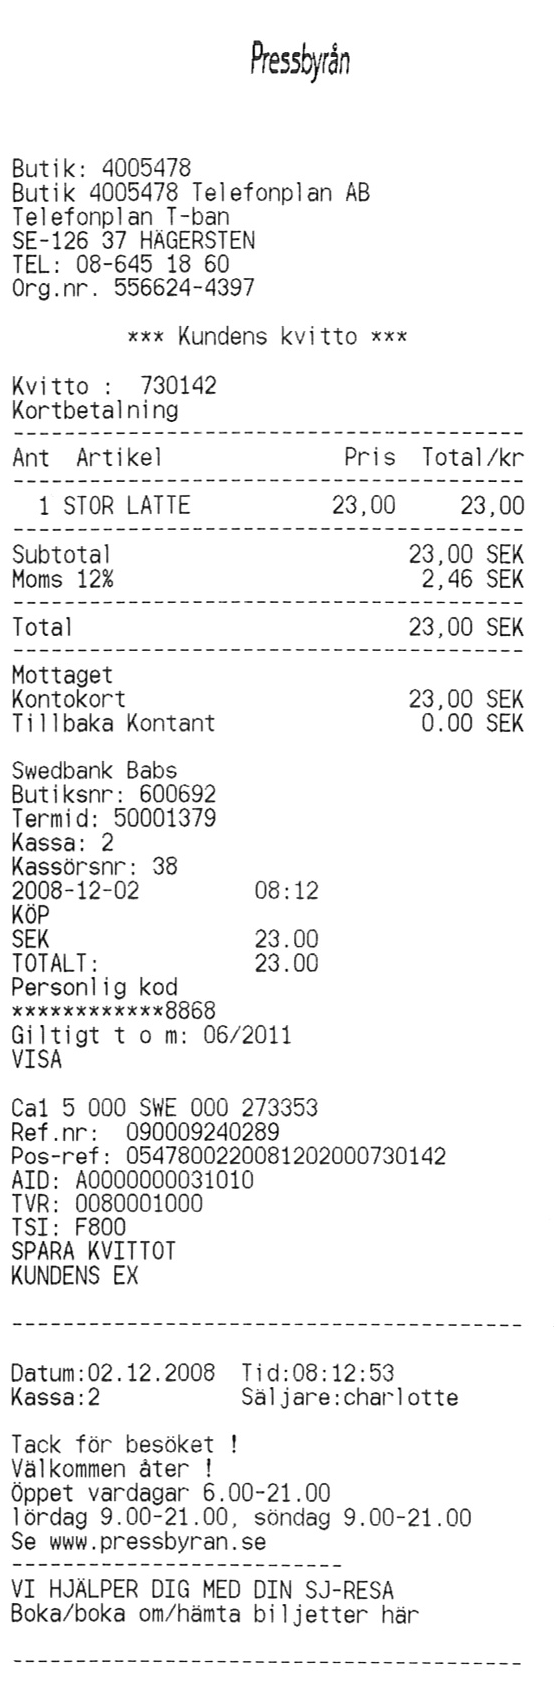 Pressbyrån
Butik: 4005478
Butik 4005478 Telefonplan AB
Telefonplan T-ban
SE-126 37 HÄGERSTEN
TEL: 08-645 18 60
Org.nr. 556624-4397
*** Kundens kvitto ***
Kvitto :  730142
Kortbetalning
----------------------------------------
Ant  Artikel              Pris  Total/kr
----------------------------------------
  1 STOR LATTE           23,00     23,00
----------------------------------------
Subtotal                       23,00 SEK
Moms 12%                        2,46 SEK
----------------------------------------
Total                          23,00 SEK
----------------------------------------
Mottaget
Kontokort                      23,00 SEK
Tillbaka Kontant                0.00 SEK
Swedbank Babs
Butiksnr: 600692
Termid: 50001379
Kassa: 2
Kassörsnr: 38
2008-12-02         08:12
KÖP
SEK                23.00
TOTALT:            23.00
Personlig kod
************8868
Giltigt t o m: 06/2011
VISA
Ca1 5 000 SWE 000 273353
Ref.nr:  090009240289
Pos-ref: 0547800220081202000730142
AID: A0000000031010
TVR: 0080001000
TSI: F800
SPARA KVITTOT
KUNDENS EX
----------------------------------------
Datum:02.12.2008  Tid:08:12:53
Kassa:2           Säljare:charlotte
Tack för besöket !
Välkommen åter !
Öppet vardagar 6.00-21.00
lördag 9.00-21.00, söndag 9.00-21.00
Se www.pressbyran.se
--------------------------
VI HJÄLPER DIG MED DIN SJ-RESA
Boka/boka om/hämta biljetter här
----------------------------------------